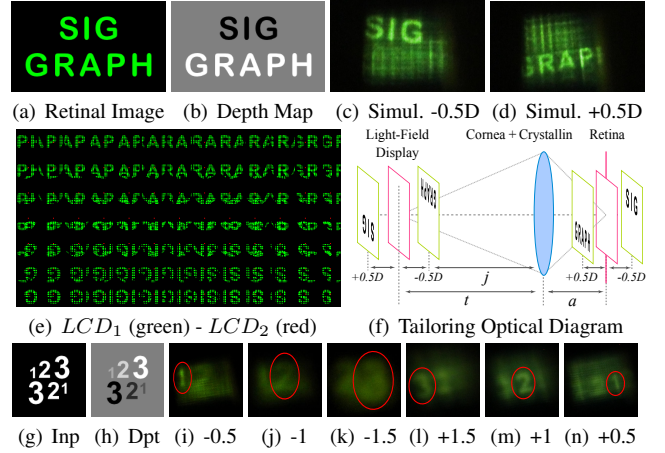 SIG
GRAPH
SIG
GRAPH
SIG
GRAPH
(a) Retinal Image
(b) Depth Map
(c) Simul. -0.5D
(d) Simul. +0.5D
Light-Field
Display
Cornea + Crystallin
Retina
SIG
GRAPH
GRAPH
SIG
+0.5D
-0.5D
j
t
a
+0.5D
-0.5D
(e) LCD1 (green) - LCD2 (red)
(f) Tailoring Optical Diagram
123
321
123
321
2
(g) Inp
(h) Dpt
(i) -0.5
(j) -1
(k) -1.5
(l) +1.5
(m) +1
(n) +0.5